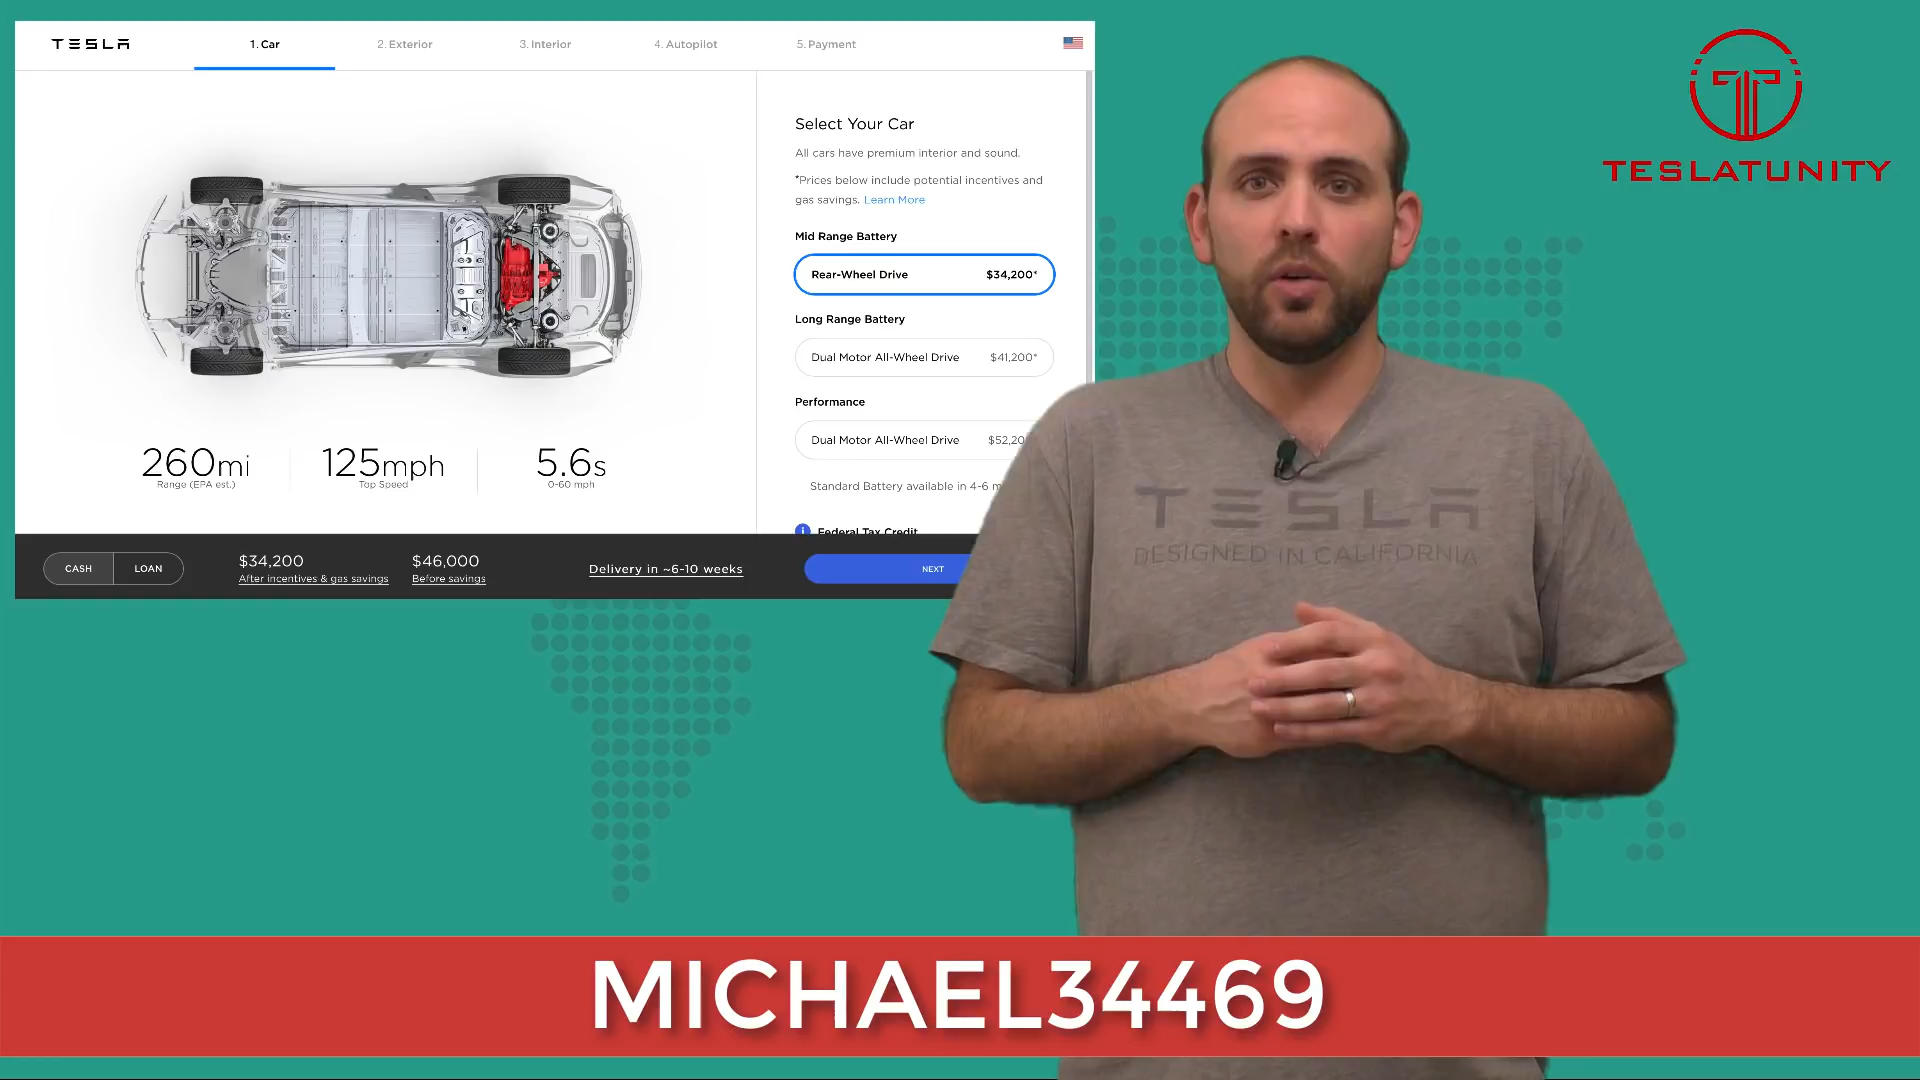 TESLA
1. Car
2. Exterior
3. Interior
4. Autopilot
5. Payment
Select Your Car
All cars have premium interior and sound.
*Prices below include potential incentives and
gas savings. Learn More
Mid Range Battery
Rear-Wheel Drive $34,200*
Long Range Battery
Dual Motor All-Wheel Drive $41,200*
Performance
Dual Motor All-Wheel Drive $52,20
Standard Battery available in 4-6 m
Federal Tax Credit
260mi
Range (EPA est.)
125mph
Top Speed
5.6s
0-60 mph
CASH
LOAN
$34,200
After incentives & gas savings
$46,000
Before savings
Delivery in ~6-10 weeks
NEXT
TESLATUNITY
TESLA
DESIGNED IN CALIFORNIA
MICHAEL34469